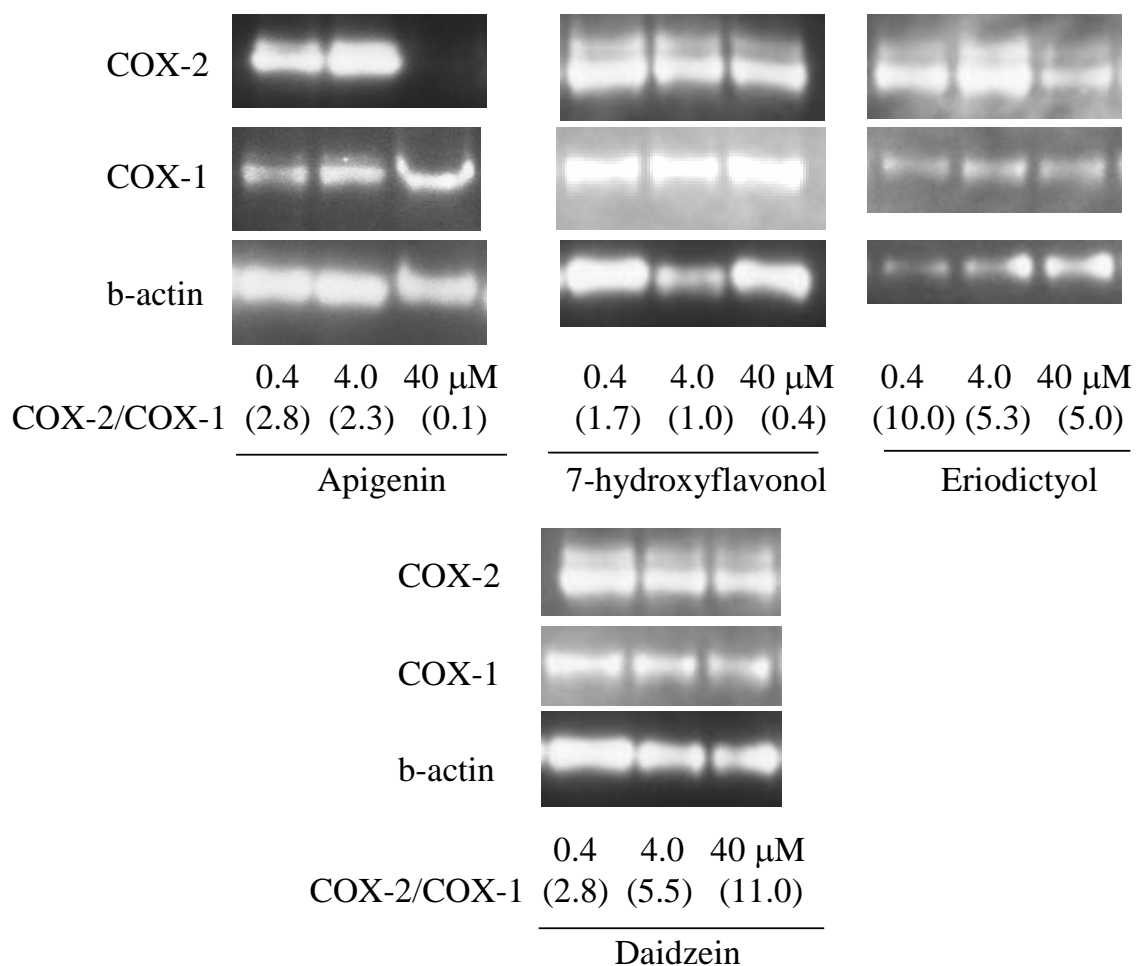 COX-2
COX-1
b-actin
0.4 4.0 40 μM 0.4 4.0 40 μM 0.4 4.0 40 μM
COX-2/COX-1 (2.8) (2.3) (0.1) (1.7) (1.0) (0.4) (10.0) (5.3) (5.0)
Apigenin 7-hydroxyflavonol Eriodictyol
COX-2
COX-1
b-actin
0.4 4.0 40 μM
COX-2/COX-1 (2.8) (5.5) (11.0)
Daidzein